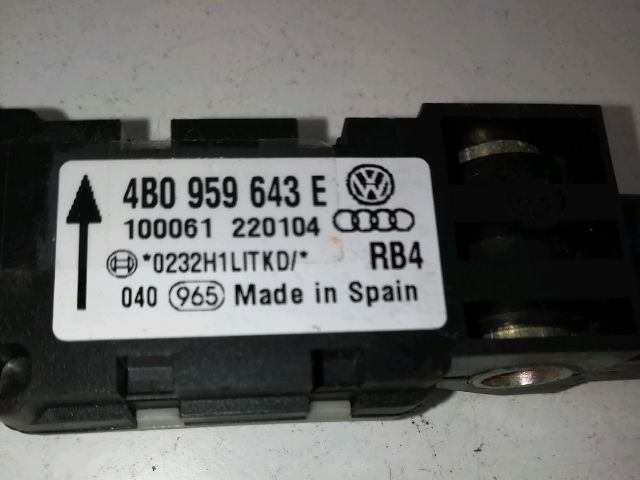 4B0 959 643 E
100061 220104
*0232H1LITKD/* RB4
040 965 Made in Spain